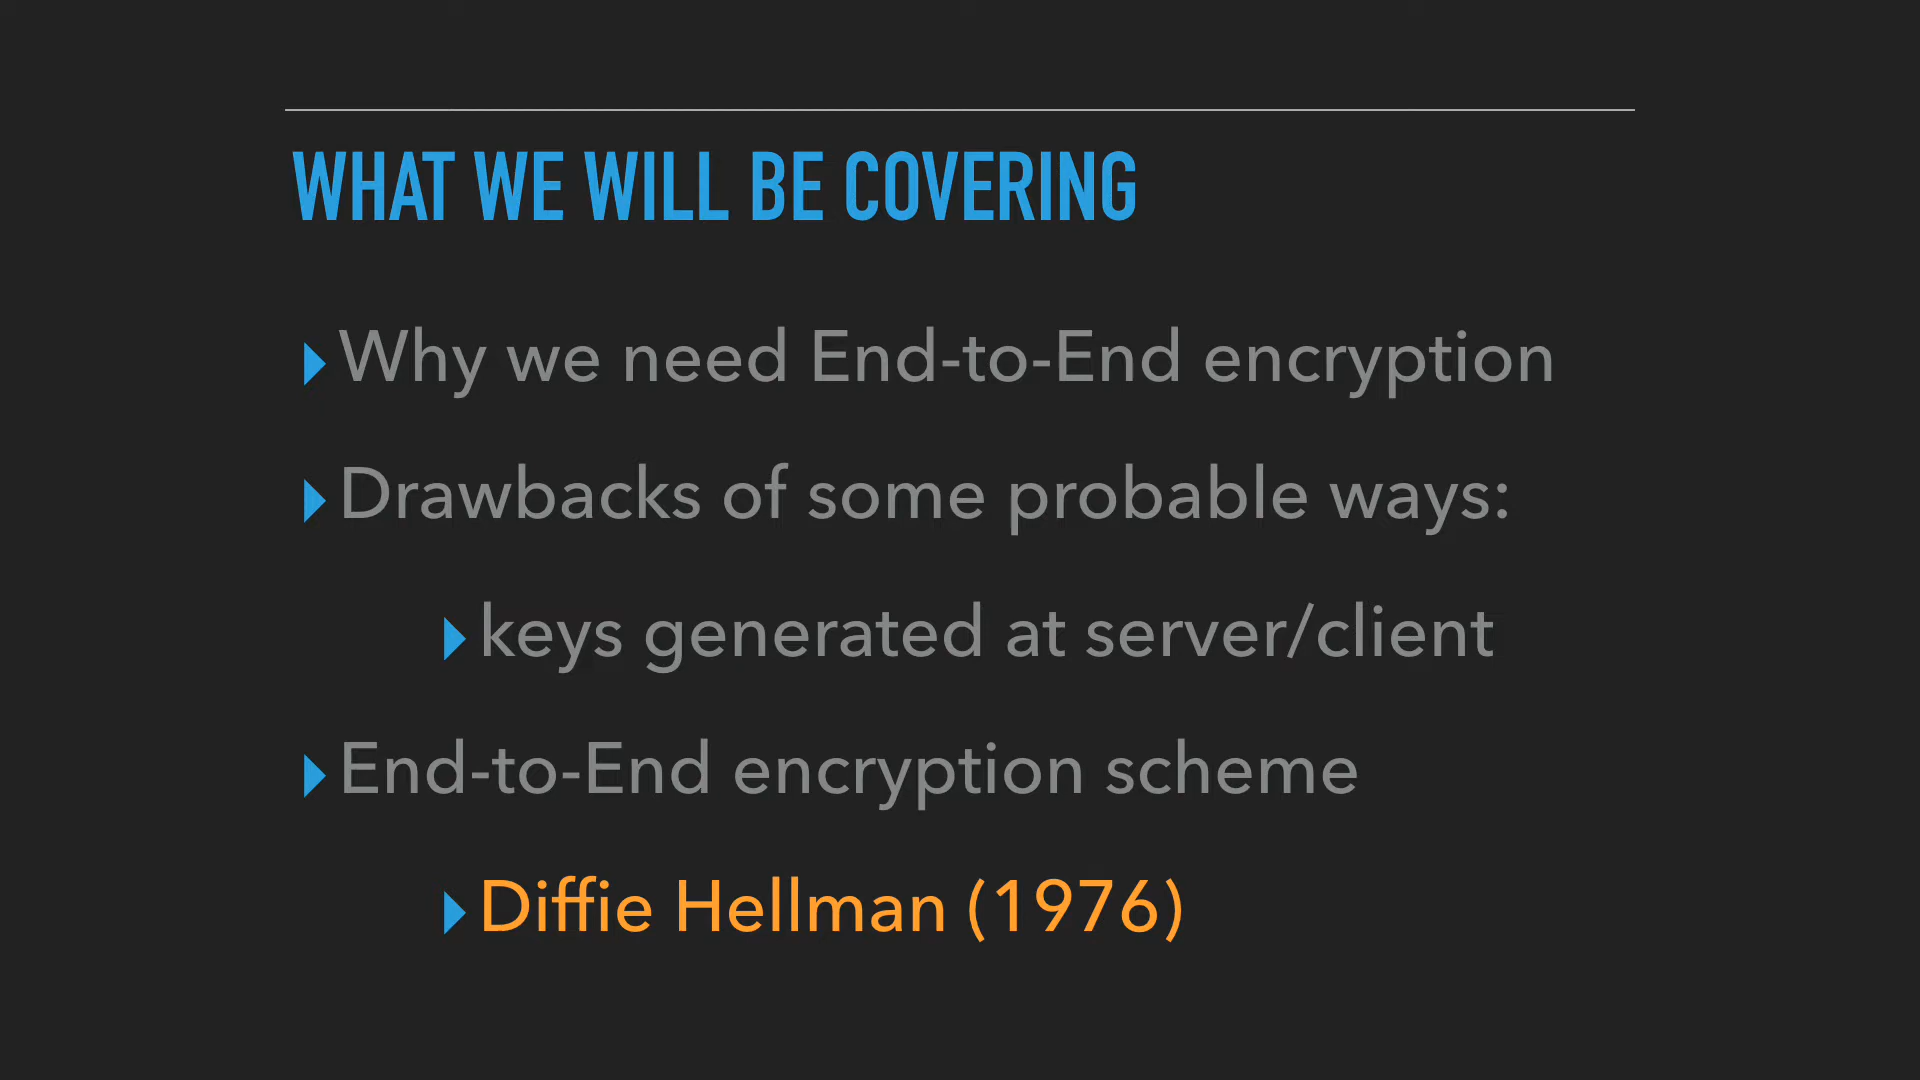 WHAT WE WILL BE COVERING
Why we need End-to-End encryption
Drawbacks of some probable ways:
keys generated at server/client
End-to-End encryption scheme
Diffie Hellman (1976)